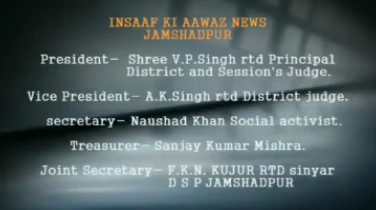 INSAAF KI AAWAZ NEWS
JAMSHADPUR
President- Shree V.P.Singh rtd Principal
District and Session's Judge.
Vice President- A.K.Singh rtd District judge.
secretary- Naushad Khan Social activist.
Treasurer- Sanjay Kumar Mishra.
Joint Secretary- F.K.N. KUJUR RTD sinyar
D S P JAMSHADPUR